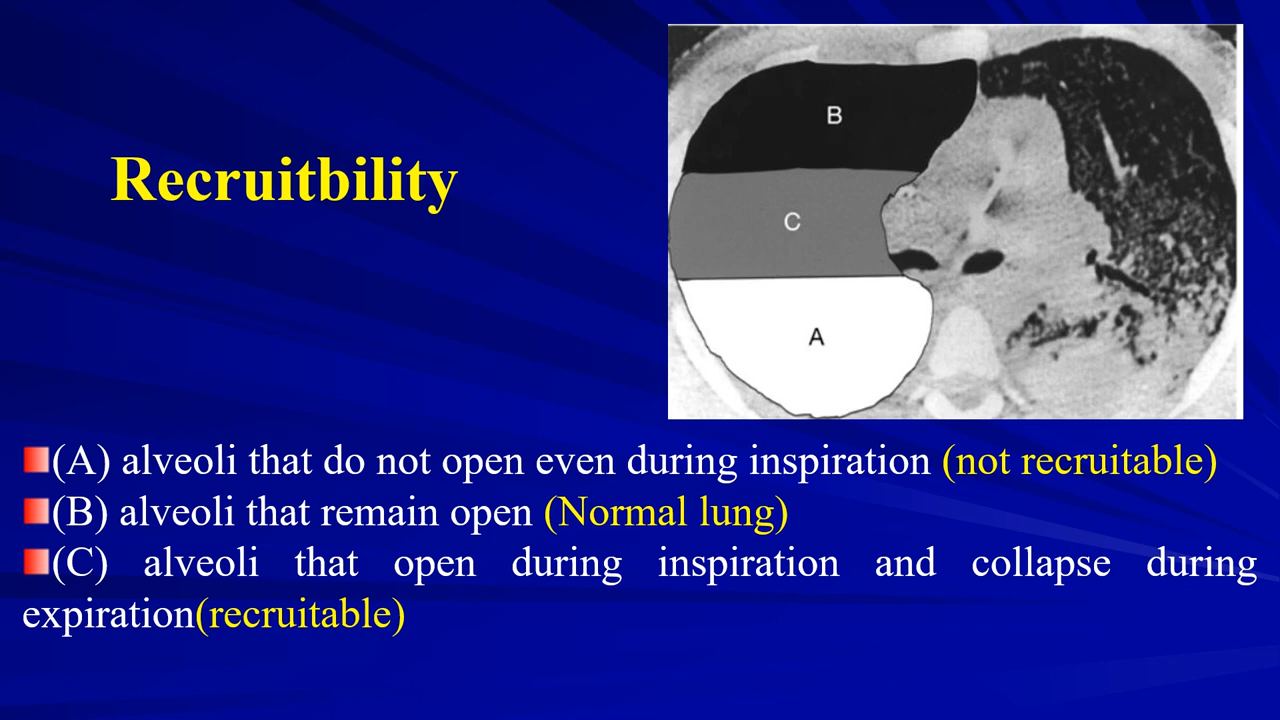 Recruitbility
B
C
A
(A) alveoli that do not open even during inspiration (not recruitable)
(B) alveoli that remain open (Normal lung)
(C) alveoli that open during inspiration and collapse during
expiration(recruitable)